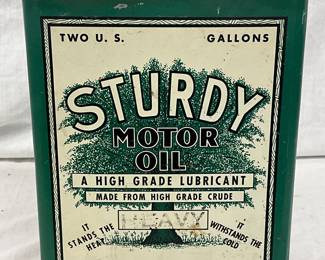 TWO U. S. GALLONS
STURDY
MOTOR
OIL
A HIGH GRADE LUBRICANT
MADE FROM HIGH GRADE CRUDE
HEAVY
IT
STANDS THE
HEAT
IT
WITHSTANDS THE
COLD